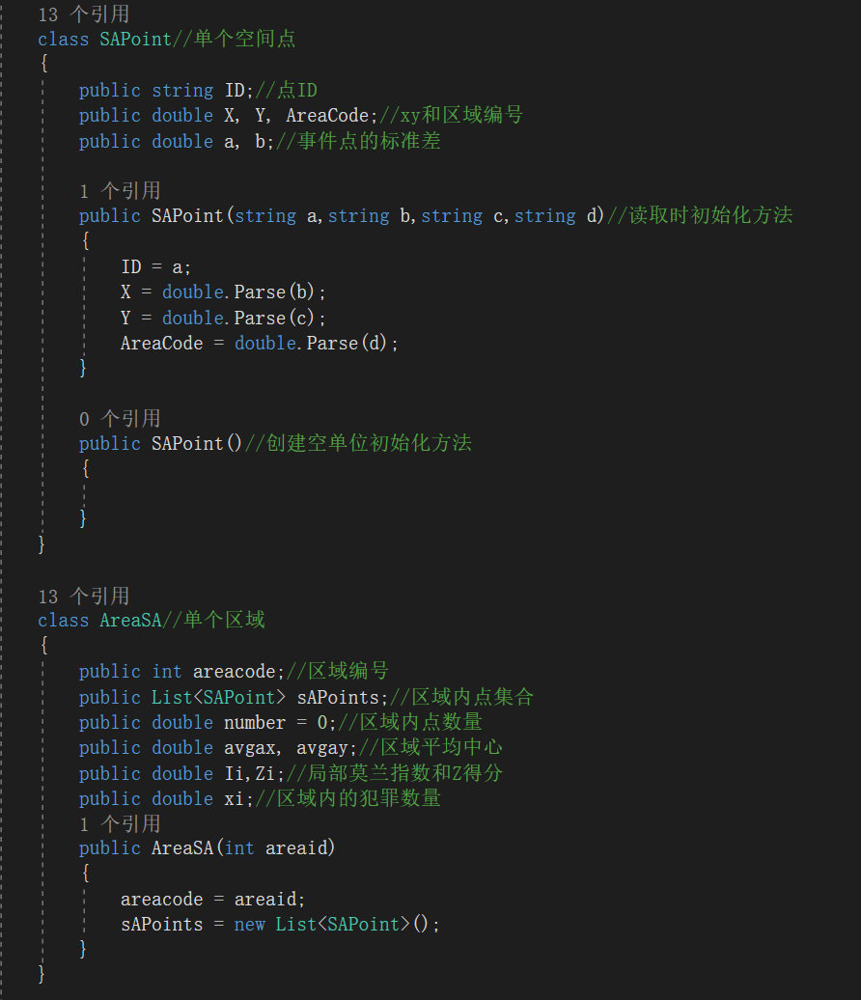 13 个引用
class SAPoint//单个空间点
{
public string ID;//点ID
public double X, Y, AreaCode;//xy和区域编号
public double a, b;//事件点的标准差
1 个引用
public SAPoint(string a,string b,string c,string d)//读取时初始化方法
{
ID = a;
X = double.Parse(b);
Y = double.Parse(c);
AreaCode = double.Parse(d);
}
0 个引用
public SAPoint()//创建空单位初始化方法
{
}
}
13 个引用
class AreaSA//单个区域
{
public int areacode;//区域编号
public List<SAPoint> sAPoints;//区域内点集合
public double number = 0;//区域内点数量
public double avgax, avgay;//区域平均中心
public double Ii,Zi;//局部莫兰指数和Z得分
public double xi;//区域内的犯罪数量
1 个引用
public AreaSA(int areaid)
{
areacode = areaid;
sAPoints = new List<SAPoint>();
}
}